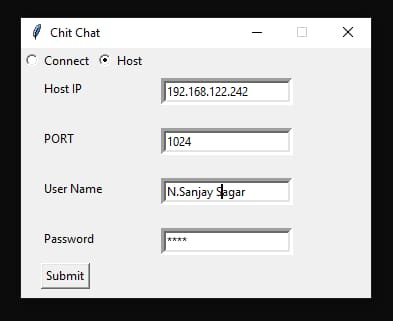 Chit Chat
Connect Host
Host IP 192.168.122.242
PORT 1024
User Name N.Sanjay Sagar
Password ****
Submit